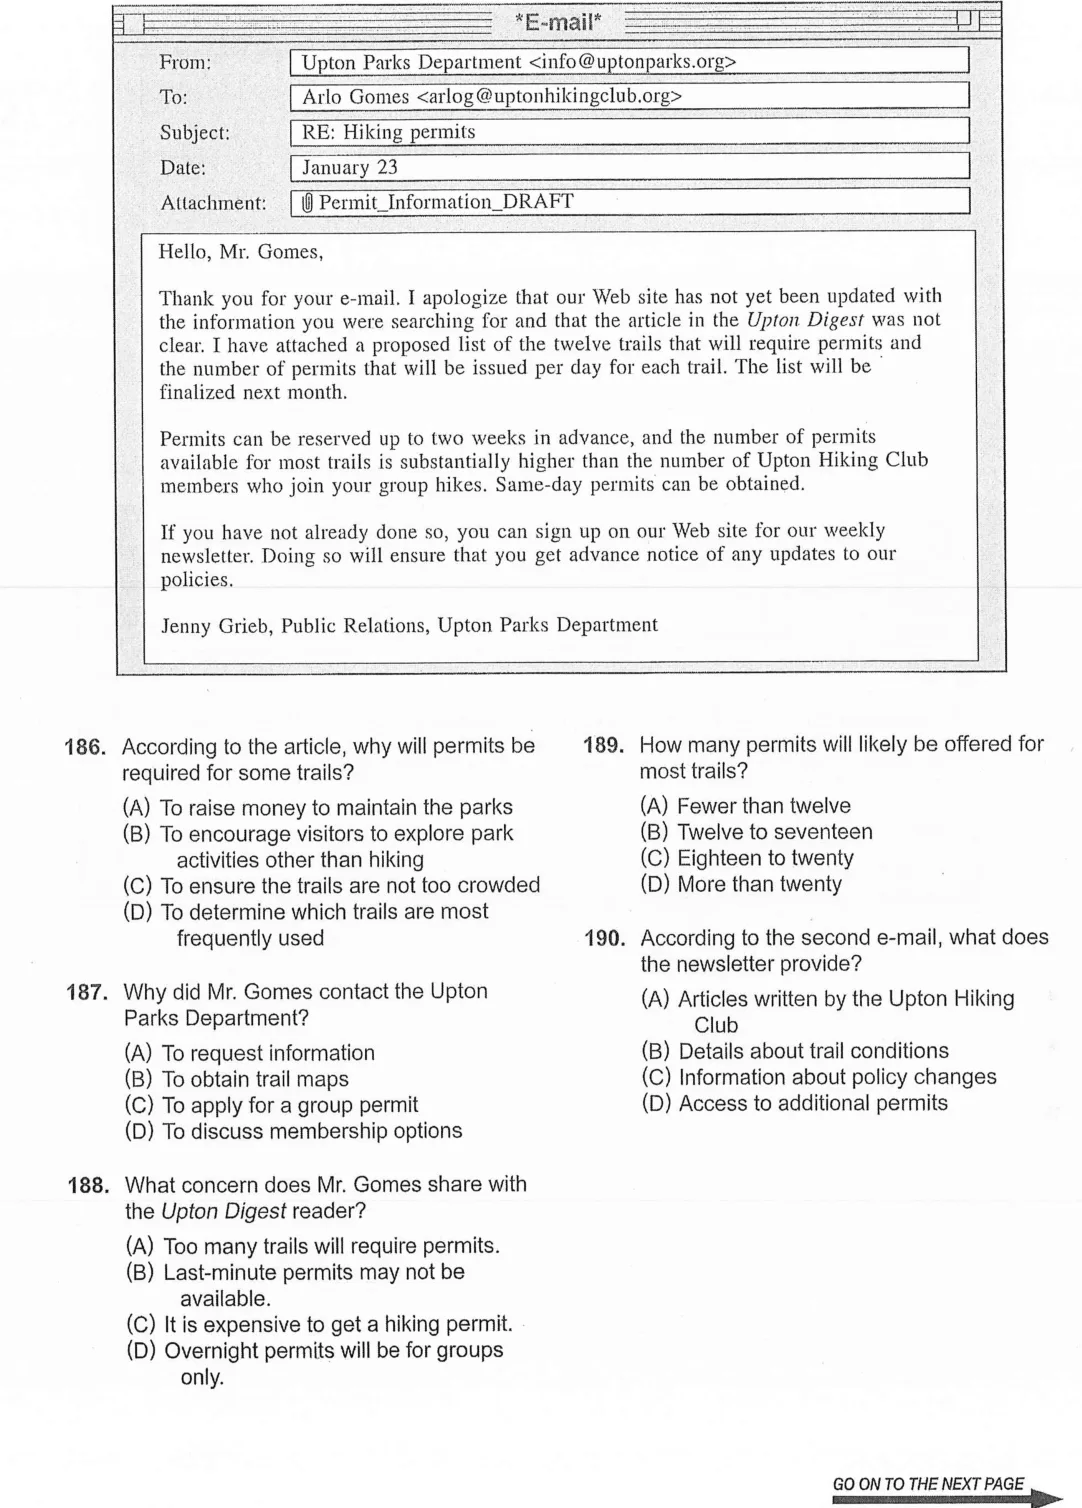 *E-mail*
From: Upton Parks Department <info@uptonparks.org>
To: Arlo Gomes <arlog@uptonhikingclub.org>
Subject: RE: Hiking permits
Date: January 23
Attachment: Permit_Information_DRAFT
Hello, Mr. Gomes,
Thank you for your e-mail. I apologize that our Web site has not yet been updated with
the information you were searching for and that the article in the Upton Digest was not
clear. I have attached a proposed list of the twelve trails that will require permits and
the number of permits that will be issued per day for each trail. The list will be
finalized next month.
Permits can be reserved up to two weeks in advance, and the number of permits
available for most trails is substantially higher than the number of Upton Hiking Club
members who join your group hikes. Same-day permits can be obtained.
If you have not already done so, you can sign up on our Web site for our weekly
newsletter. Doing so will ensure that you get advance notice of any updates to our
policies.
Jenny Grieb, Public Relations, Upton Parks Department
186. According to the article, why will permits be
required for some trails?
(A) To raise money to maintain the parks
(B) To encourage visitors to explore park
activities other than hiking
(C) To ensure the trails are not too crowded
(D) To determine which trails are most
frequently used
187. Why did Mr. Gomes contact the Upton
Parks Department?
(A) To request information
(B) To obtain trail maps
(C) To apply for a group permit
(D) To discuss membership options
188. What concern does Mr. Gomes share with
the Upton Digest reader?
(A) Too many trails will require permits.
(B) Last-minute permits may not be
available.
(C) It is expensive to get a hiking permit.
(D) Overnight permits will be for groups
only.
189. How many permits will likely be offered for
most trails?
(A) Fewer than twelve
(B) Twelve to seventeen
(C) Eighteen to twenty
(D) More than twenty
190. According to the second e-mail, what does
the newsletter provide?
(A) Articles written by the Upton Hiking
Club
(B) Details about trail conditions
(C) Information about policy changes
(D) Access to additional permits
GO ON TO THE NEXT PAGE